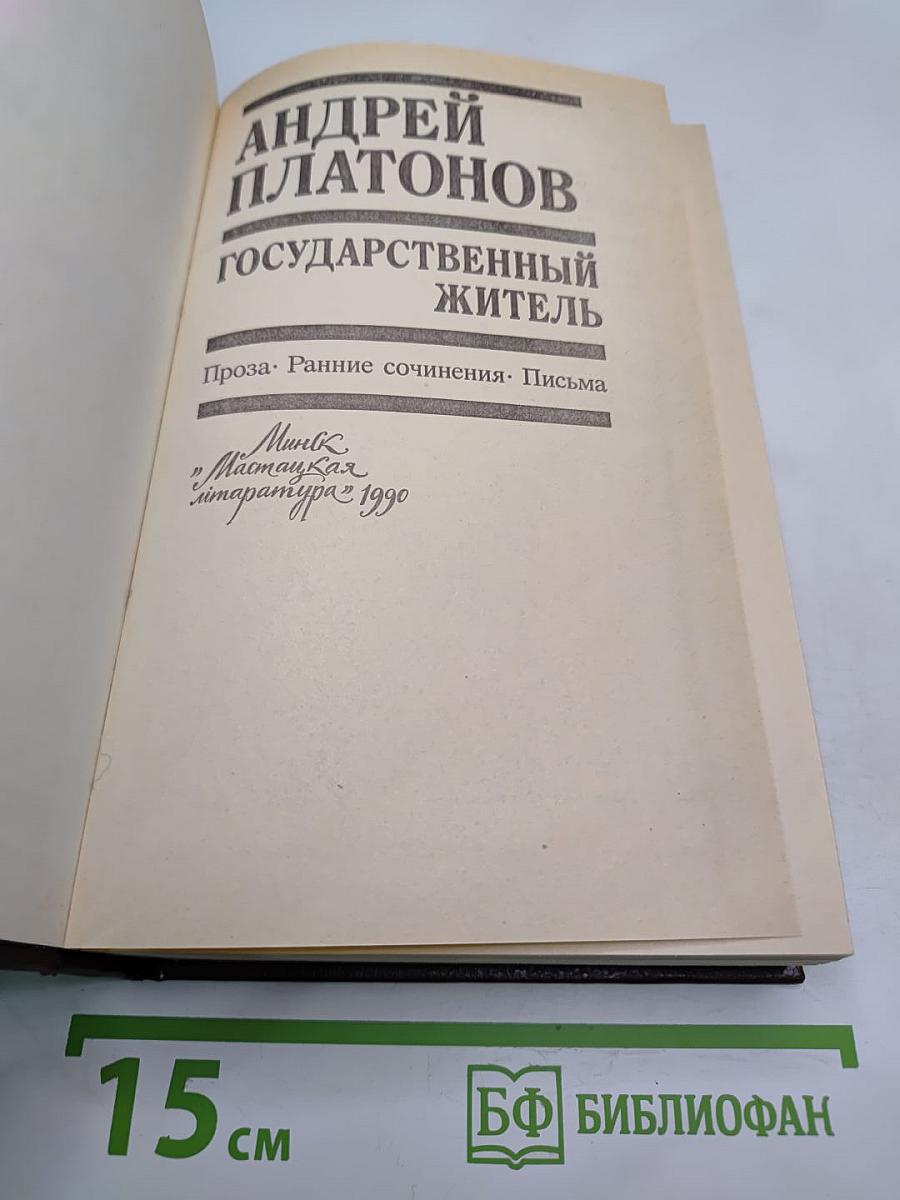 АНДРЕЙ
ПЛАТОНОВ
ГОСУДАРСТВЕННЫЙ
ЖИТЕЛЬ
Проза· Ранние сочинения· Письма
Минск
„Мастацкая
літаратура” 1990
15 см
БФ БИБЛИОФАН